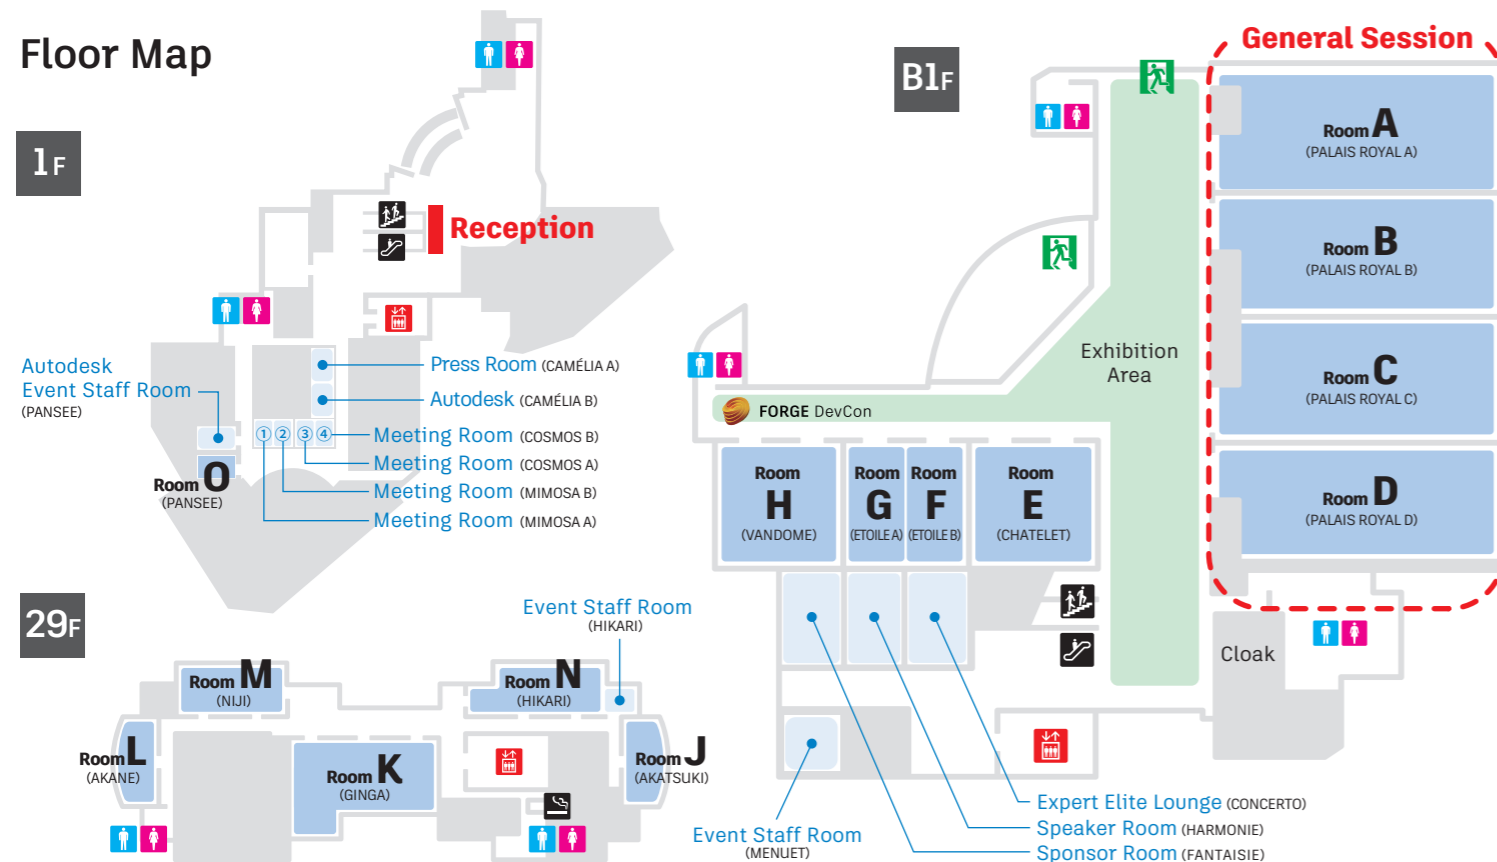 Floor Map
1F
Reception
Autodesk
Event Staff Room
(PANSEE)
Press Room (CAMÉLIA A)
Autodesk (CAMÉLIA B)
① ② ③ ④
Meeting Room (COSMOS B)
Meeting Room (COSMOS A)
Meeting Room (MIMOSA B)
Meeting Room (MIMOSA A)
Room O
(PANSEE)
29F
Event Staff Room
(HIKARI)
Room M
(NIJI)
Room N
(HIKARI)
Room L
(AKANE)
Room K
(GINGA)
Room J
(AKATSUKI)
B1F
General Session
Room A
(PALAIS ROYAL A)
Room B
(PALAIS ROYAL B)
Room C
(PALAIS ROYAL C)
Room D
(PALAIS ROYAL D)
Exhibition
Area
FORGE DevCon
Room
H
(VANDOME)
Room
G
(ETOILE A)
Room
F
(ETOILE B)
Room
E
(CHATELET)
Cloak
Expert Elite Lounge (CONCERTO)
Speaker Room (HARMONIE)
Sponsor Room (FANTAISIE)
Event Staff Room
(MENUET)